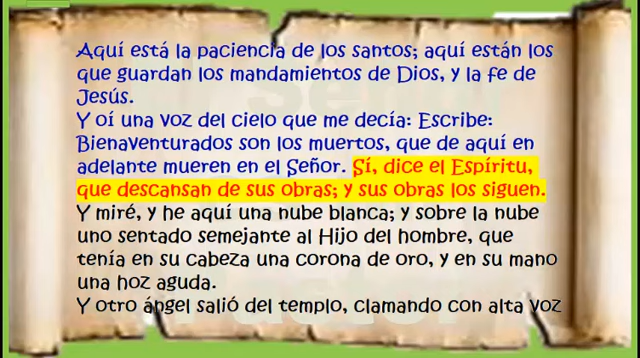 Aquí está la paciencia de los santos; aquí están los
que guardan los mandamientos de Dios, y la fe de
Jesús.
Y oí una voz del cielo que me decía: Escribe:
Bienaventurados son los muertos, que de aquí en
adelante mueren en el Señor. Sí, dice el Espíritu,
que descansan de sus obras; y sus obras los siguen.
Y miré, y he aquí una nube blanca; y sobre la nube
uno sentado semejante al Hijo del hombre, que
tenía en su cabeza una corona de oro, y en su mano
una hoz aguda.
Y otro ángel salió del templo, clamando con alta voz